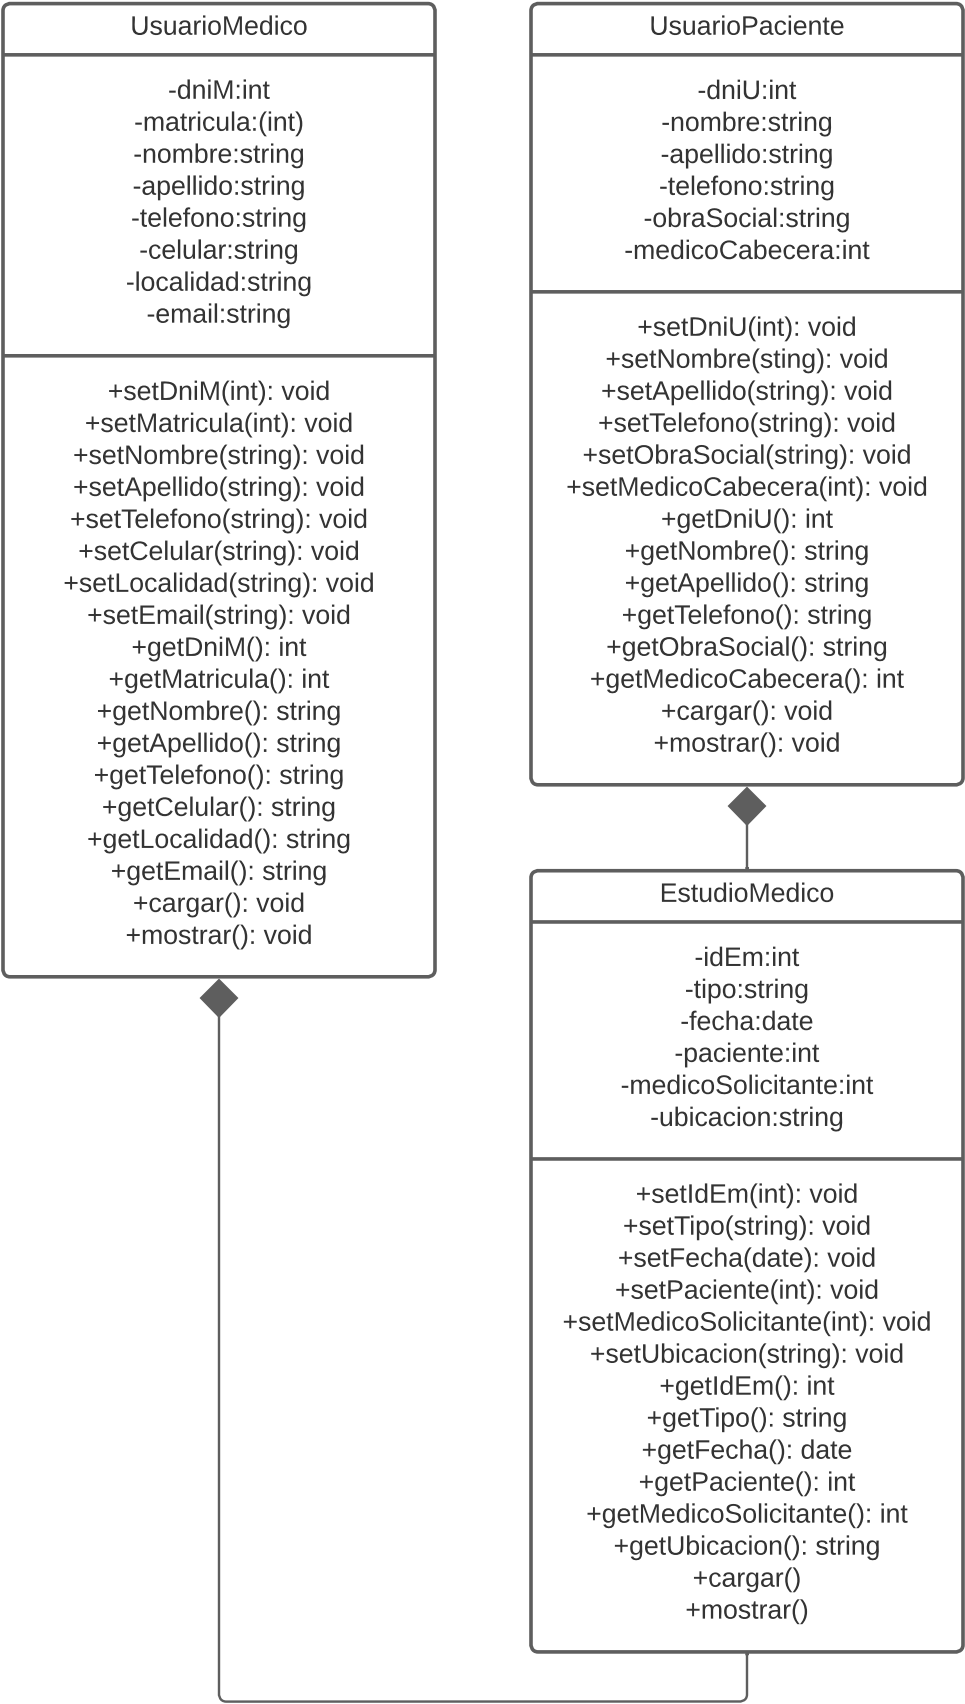 UsuarioMedico
-dniM:int
-matricula:(int)
-nombre:string
-apellido:string
-telefono:string
-celular:string
-localidad:string
-email:string
+setDniM(int): void
+setMatricula(int): void
+setNombre(string): void
+setApellido(string): void
+setTelefono(string): void
+setCelular(string): void
+setLocalidad(string): void
+setEmail(string): void
+getDniM(): int
+getMatricula(): int
+getNombre(): string
+getApellido(): string
+getTelefono(): string
+getCelular(): string
+getLocalidad(): string
+getEmail(): string
+cargar(): void
+mostrar(): void
UsuarioPaciente
-dniU:int
-nombre:string
-apellido:string
-telefono:string
-obraSocial:string
-medicoCabecera:int
+setDniU(int): void
+setNombre(sting): void
+setApellido(string): void
+setTelefono(string): void
+setObraSocial(string): void
+setMedicoCabecera(int): void
+getDniU(): int
+getNombre(): string
+getApellido(): string
+getTelefono(): string
+getObraSocial(): string
+getMedicoCabecera(): int
+cargar(): void
+mostrar(): void
EstudioMedico
-idEm:int
-tipo:string
-fecha:date
-paciente:int
-medicoSolicitante:int
-ubicacion:string
+setIdEm(int): void
+setTipo(string): void
+setFecha(date): void
+setPaciente(int): void
+setMedicoSolicitante(int): void
+setUbicacion(string): void
+getIdEm(): int
+getTipo(): string
+getFecha(): date
+getPaciente(): int
+getMedicoSolicitante(): int
+getUbicacion(): string
+cargar()
+mostrar()